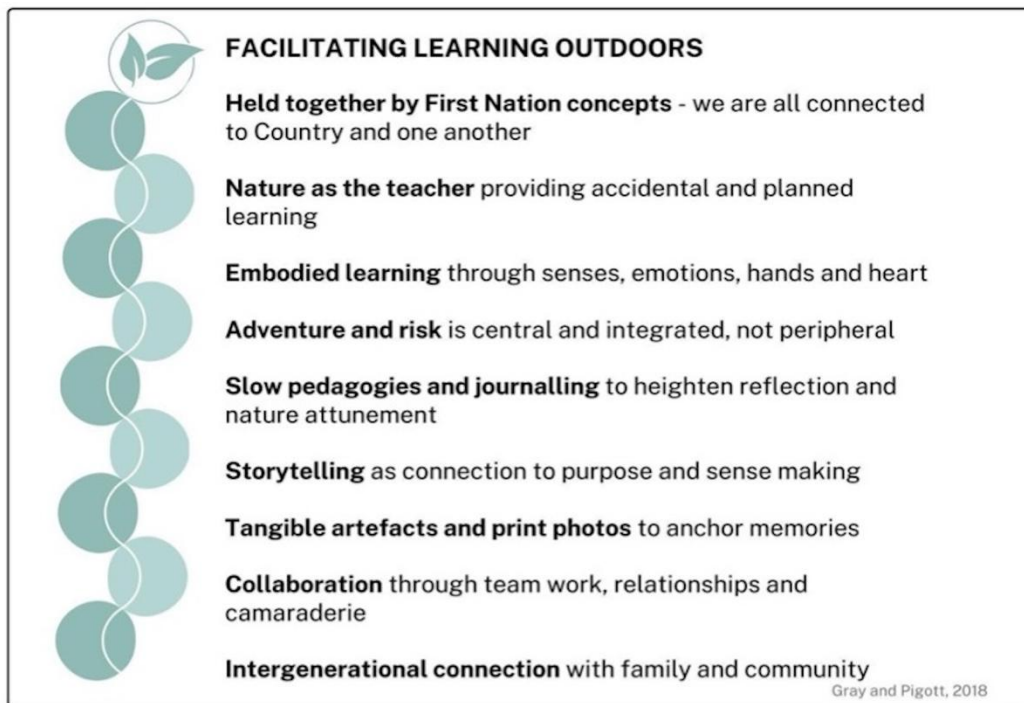 FACILITATING LEARNING OUTDOORS
Held together by First Nation concepts - we are all connected
to Country and one another
Nature as the teacher providing accidental and planned
learning
Embodied learning through senses, emotions, hands and heart
Adventure and risk is central and integrated, not peripheral
Slow pedagogies and journalling to heighten reflection and
nature attunement
Storytelling as connection to purpose and sense making
Tangible artefacts and print photos to anchor memories
Collaboration through team work, relationships and
camaraderie
Intergenerational connection with family and community
Gray and Pigott, 2018